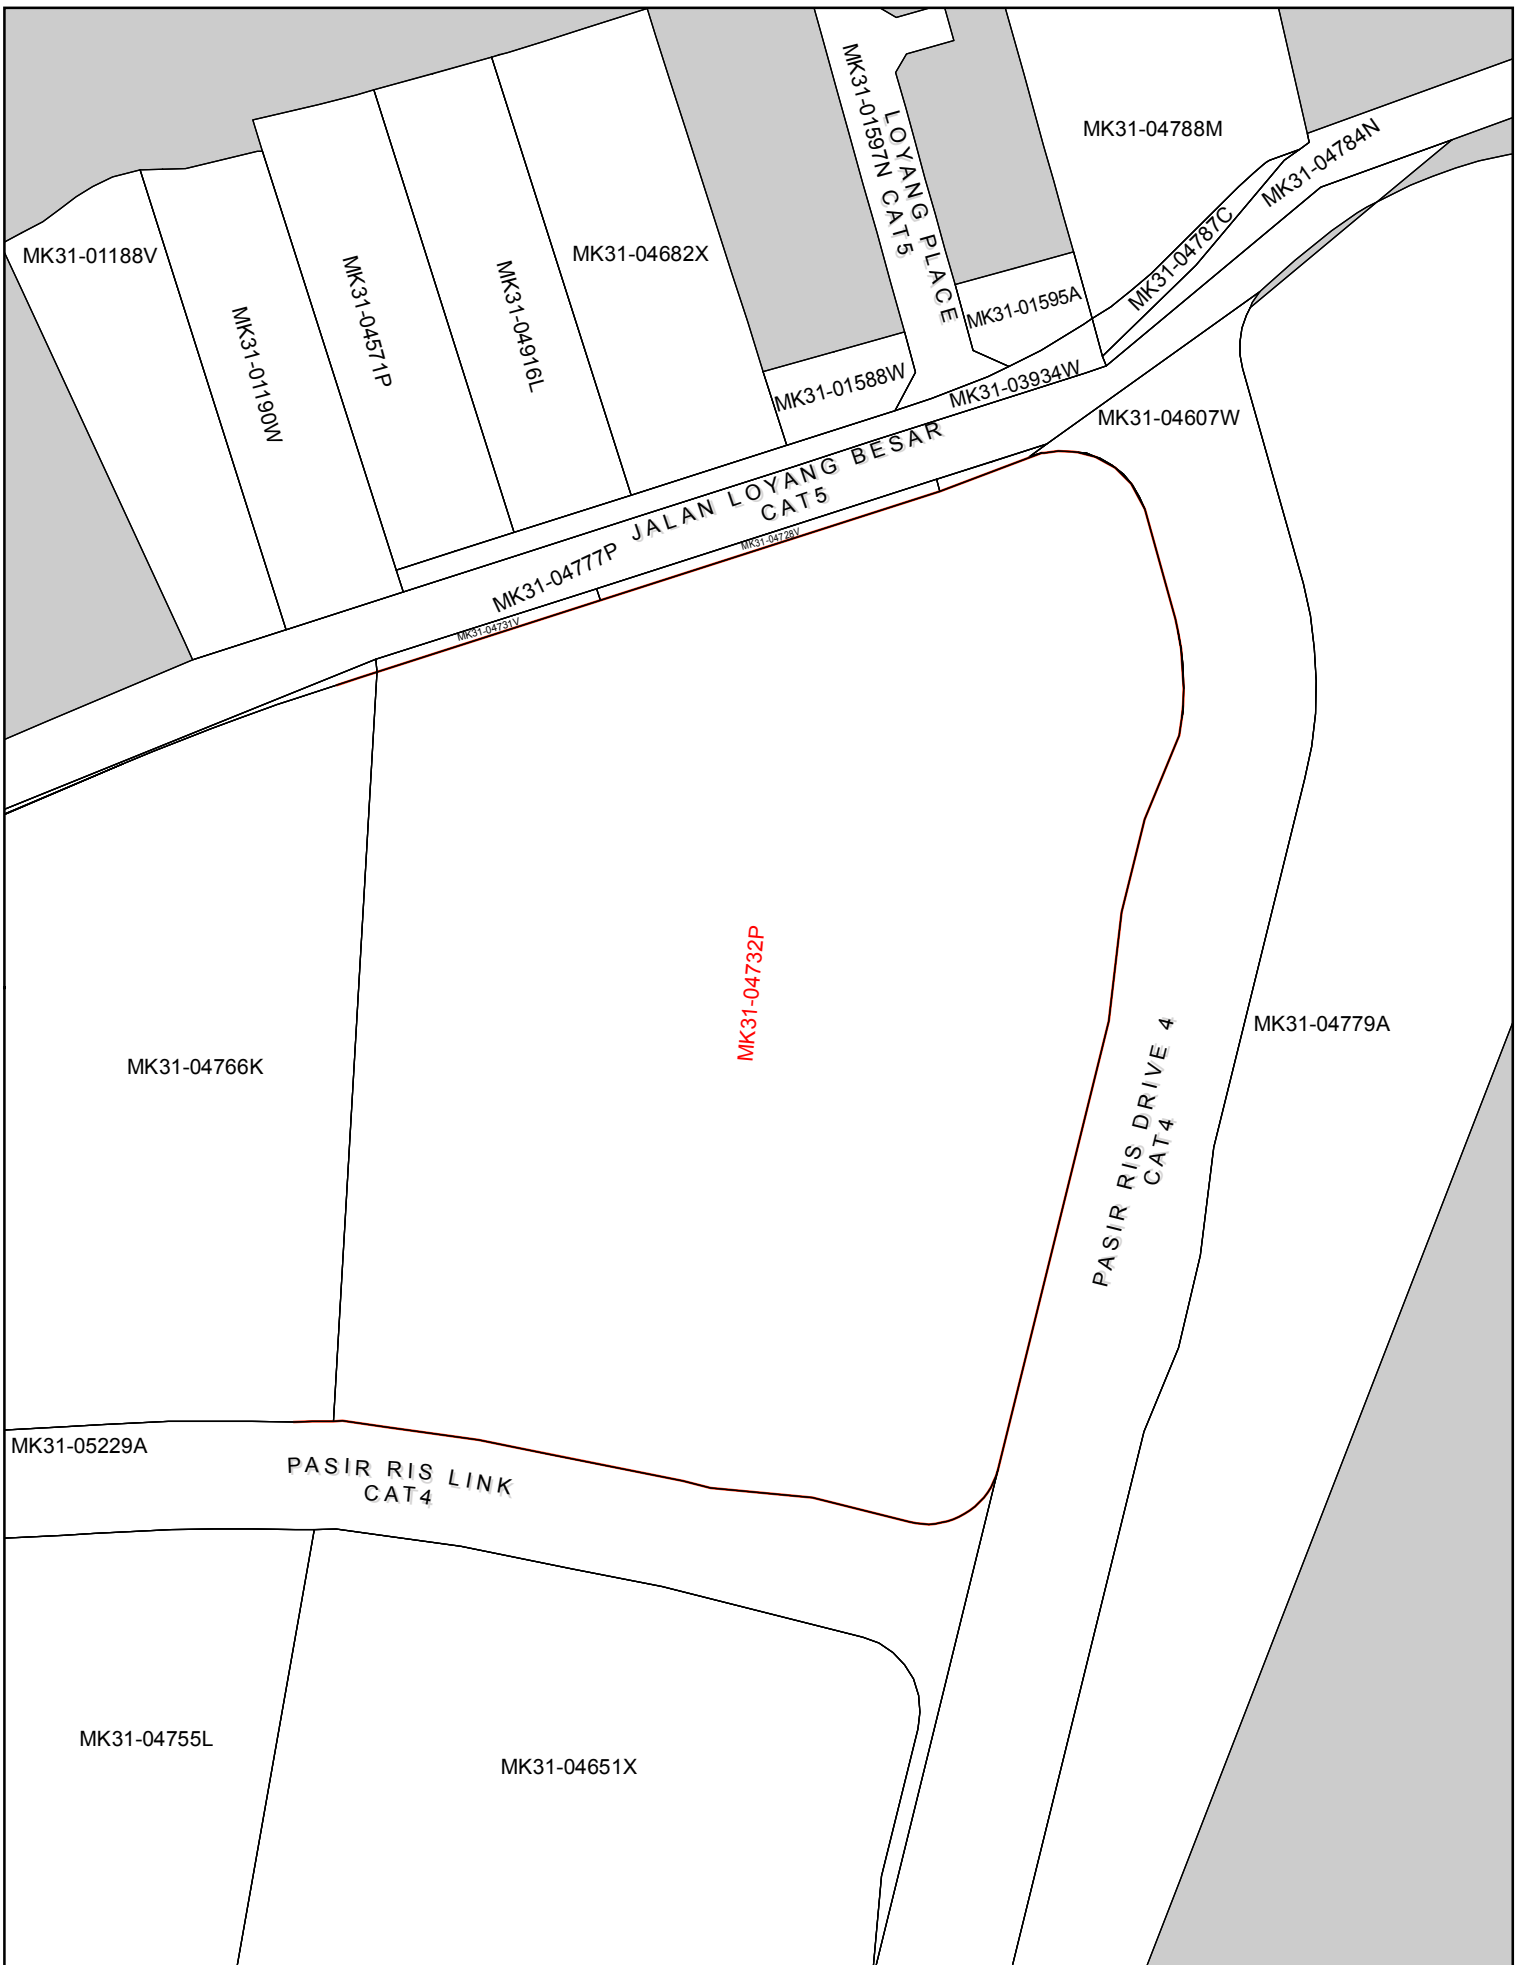 MK31-01597N CAT5
LOYANG PLACE
MK31-04788M
MK31-04784N
MK31-04787C
MK31-01188V
MK31-01190W
MK31-04571P
MK31-04916L
MK31-04682X
MK31-01595A
MK31-01588W
MK31-03934W
MK31-04607W
JALAN LOYANG BESAR
CAT5
MK31-04728V
MK31-04777P
MK31-04731V
MK31-04732P
MK31-04766K
MK31-04779A
PASIR RIS DRIVE 4
CAT4
MK31-05229A
PASIR RIS LINK
CAT4
MK31-04755L
MK31-04651X